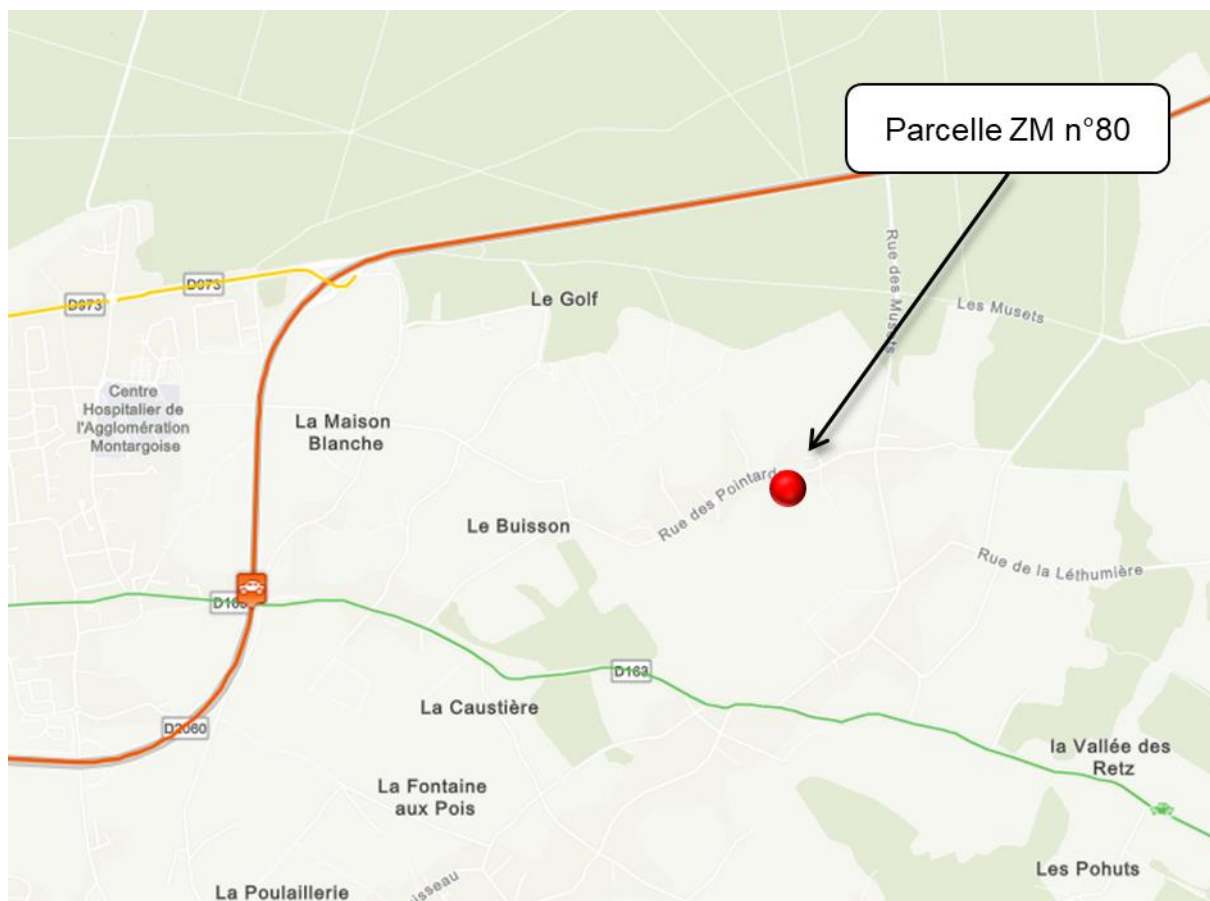 Parcelle ZM n°80
Rue des Musets
D973
D973
Le Golf
Les Musets
Centre
Hospitalier de
l'Agglomération
Montargoise
La Maison
Blanche
Rue des Pointard
Le Buisson
Rue de la Léthumière
D163
La Caustière
D2060
la Vallée des
Retz
La Fontaine
aux Pois
Les Pohuts
La Poulaillerie